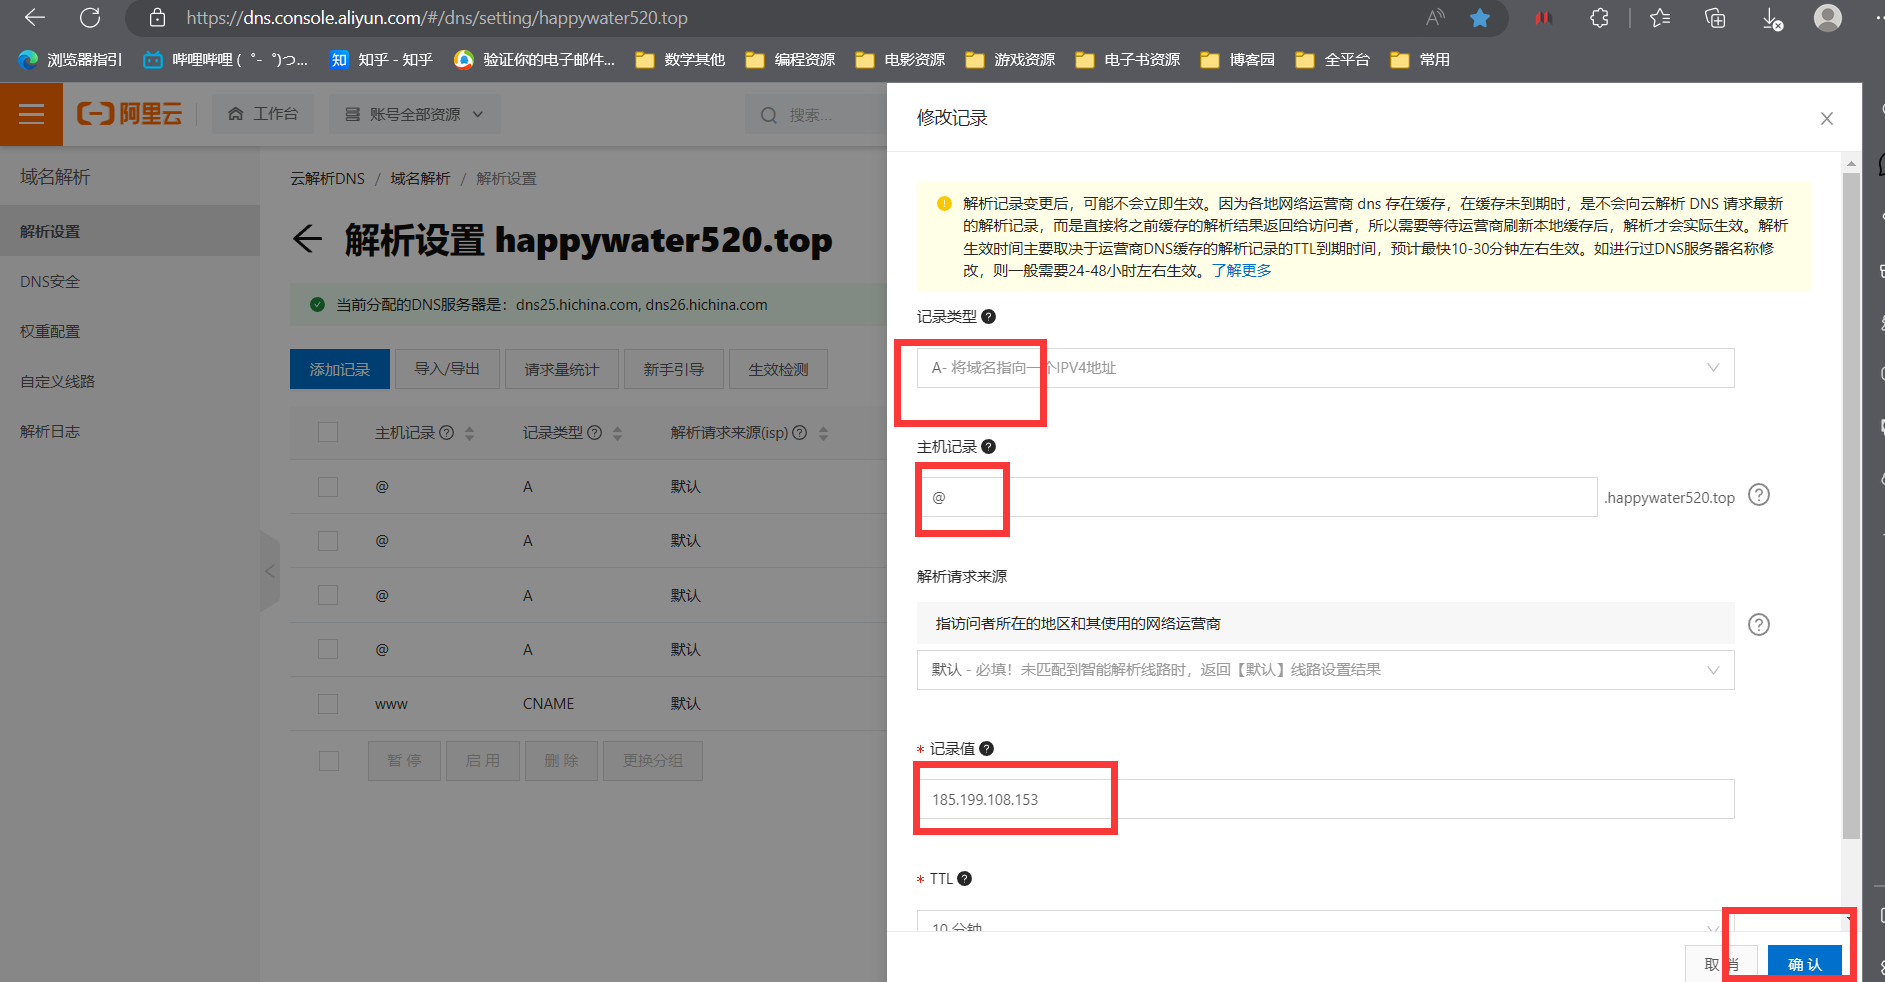 https://dns.console.aliyun.com/#/dns/setting/happywater520.top
浏览器指引 哔哩哔哩 (゜-゜)つ... 知乎 - 知乎 验证你的电子邮件... 数学其他 编程资源 电影资源 游戏资源 电子书资源 博客园 全平台 常用
阿里云 工作台 账号全部资源 搜索...
域名解析
解析设置
DNS安全
权重配置
自定义线路
解析日志
云解析DNS / 域名解析 / 解析设置
解析设置 happywater520.top
当前分配的DNS服务器是：dns25.hichina.com, dns26.hichina.com
添加记录 导入/导出 请求量统计 新手引导 生效检测
主机记录 记录类型 解析请求来源(isp)
@ A 默认
@ A 默认
@ A 默认
@ A 默认
www CNAME 默认
暂 停 启 用 删 除 更换分组
修改记录
解析记录变更后，可能不会立即生效。因为各地网络运营商 dns 存在缓存，在缓存未到期时，是不会向云解析 DNS 请求最新
的解析记录，而是直接将之前缓存的解析结果返回给访问者，所以需要等待运营商刷新本地缓存后，解析才会实际生效。解析
生效时间主要取决于运营商DNS缓存的解析记录的TTL到期时间，预计最快10-30分钟左右生效。如进行过DNS服务器名称修
改，则一般需要24-48小时左右生效。了解更多
记录类型
A- 将域名指向一个IPV4地址
主机记录
@ .happywater520.top
解析请求来源
指访问者所在的地区和其使用的网络运营商
默认 - 必填！未匹配到智能解析线路时，返回【默认】线路设置结果
* 记录值
185.199.108.153
* TTL
10 分钟
取 消 确 认